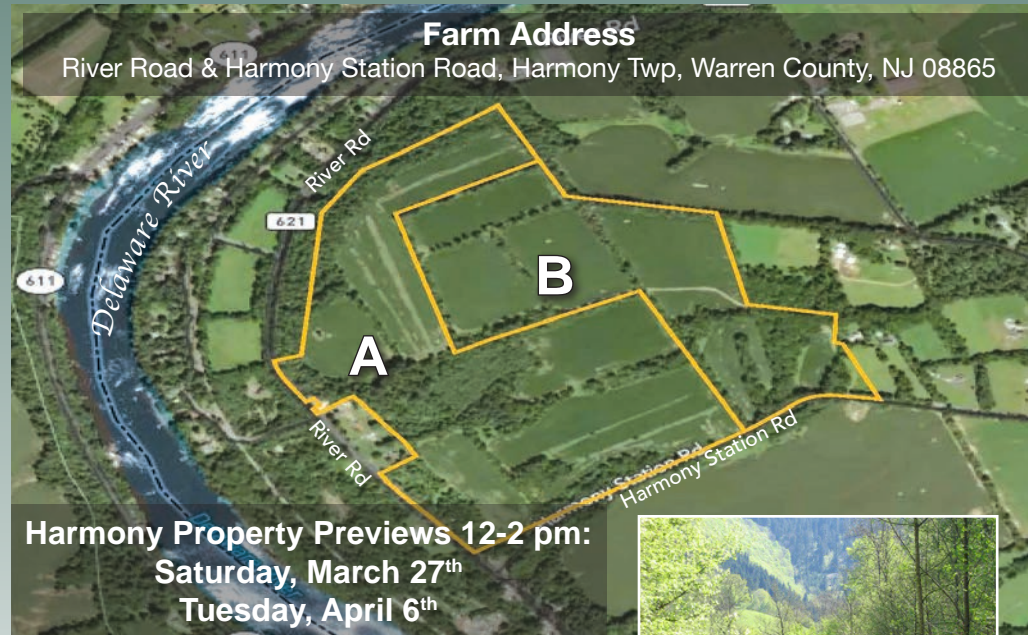 Farm Address
River Road & Harmony Station Road, Harmony Twp, Warren County, NJ 08865
611
River Rd
Delaware River
621
611
B
A
River Rd
Harmony Station Rd
Harmony Station Rd
Harmony Property Previews 12-2 pm:
Saturday, March 27th
Tuesday, April 6th